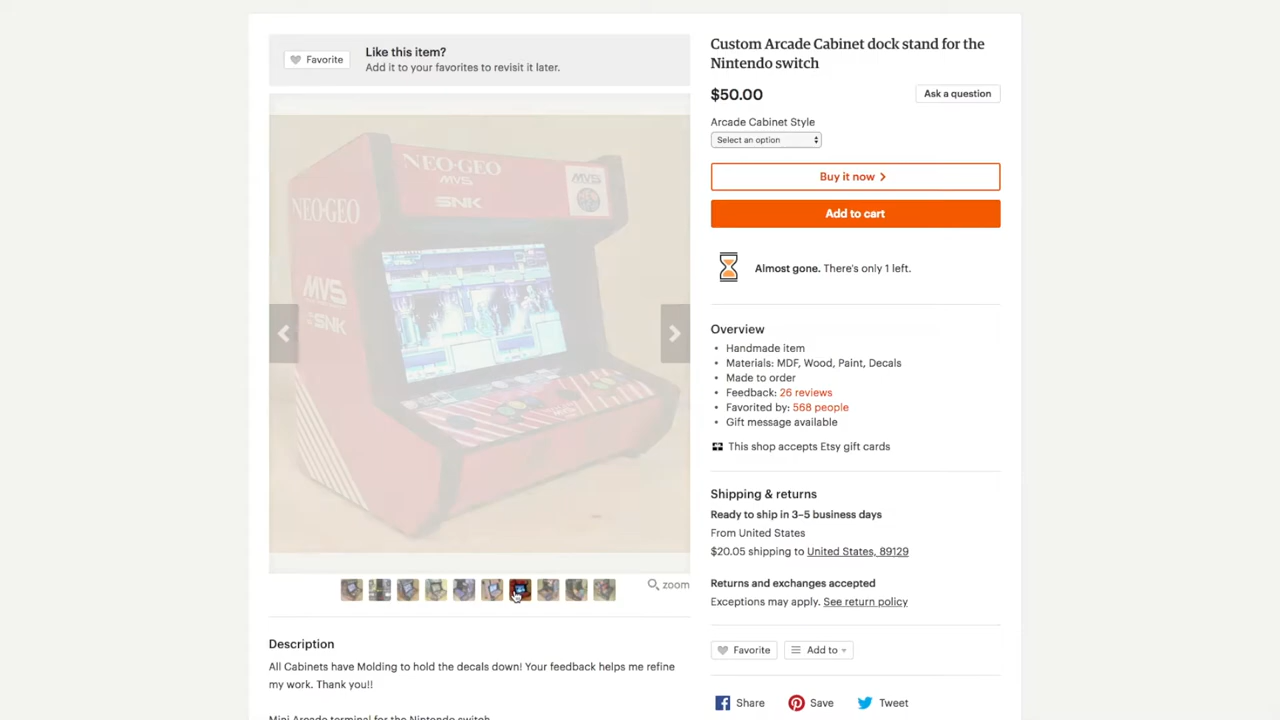 Favorite
Like this item?
Add it to your favorites to revisit it later.
NEO·GEO
MVS
SNK
MVS
NEO·GEO
MVS
SNK
zoom
Description
All Cabinets have Molding to hold the decals down! Your feedback helps me refine
my work. Thank you!!
Mini Arcade terminal for the Nintendo switch
Custom Arcade Cabinet dock stand for the
Nintendo switch
$50.00
Ask a question
Arcade Cabinet Style
Select an option
Buy it now
Add to cart
Almost gone. There's only 1 left.
Overview
• Handmade item
• Materials: MDF, Wood, Paint, Decals
• Made to order
• Feedback: 26 reviews
• Favorited by: 568 people
• Gift message available
This shop accepts Etsy gift cards
Shipping & returns
Ready to ship in 3–5 business days
From United States
$20.05 shipping to United States, 89129
Returns and exchanges accepted
Exceptions may apply. See return policy
Favorite
Add to
Share
Save
Tweet